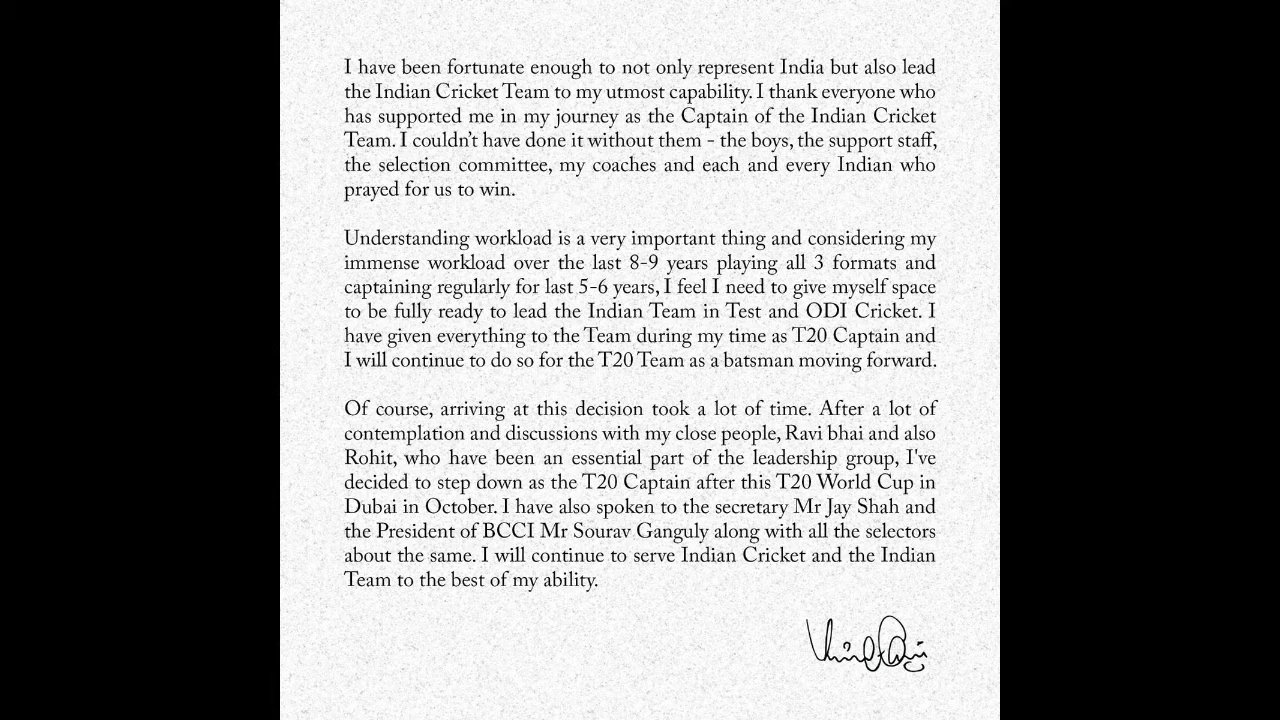 I have been fortunate enough to not only represent India but also lead
the Indian Cricket Team to my utmost capability. I thank everyone who
has supported me in my journey as the Captain of the Indian Cricket
Team. I couldn't have done it without them - the boys, the support staff,
the selection committee, my coaches and each and every Indian who
prayed for us to win.
Understanding workload is a very important thing and considering my
immense workload over the last 8-9 years playing all 3 formats and
captaining regularly for last 5-6 years, I feel I need to give myself space
to be fully ready to lead the Indian Team in Test and ODI Cricket. I
have given everything to the Team during my time as T20 Captain and
I will continue to do so for the T20 Team as a batsman moving forward.
Of course, arriving at this decision took a lot of time. After a lot of
contemplation and discussions with my close people, Ravi bhai and also
Rohit, who have been an essential part of the leadership group, I've
decided to step down as the T20 Captain after this T20 World Cup in
Dubai in October. I have also spoken to the secretary Mr Jay Shah and
the President of BCCI Mr Sourav Ganguly along with all the selectors
about the same. I will continue to serve Indian Cricket and the Indian
Team to the best of my ability.